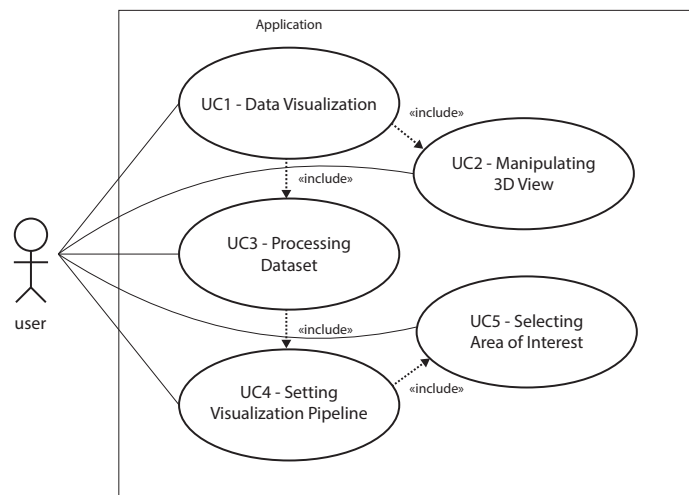 Application
UC1 - Data Visualization
«include»
UC2 - Manipulating
3D View
«include»
UC3 - Processing
Dataset
user
«include»
UC5 - Selecting
Area of Interest
UC4 - Setting
Visualization Pipeline
«include»